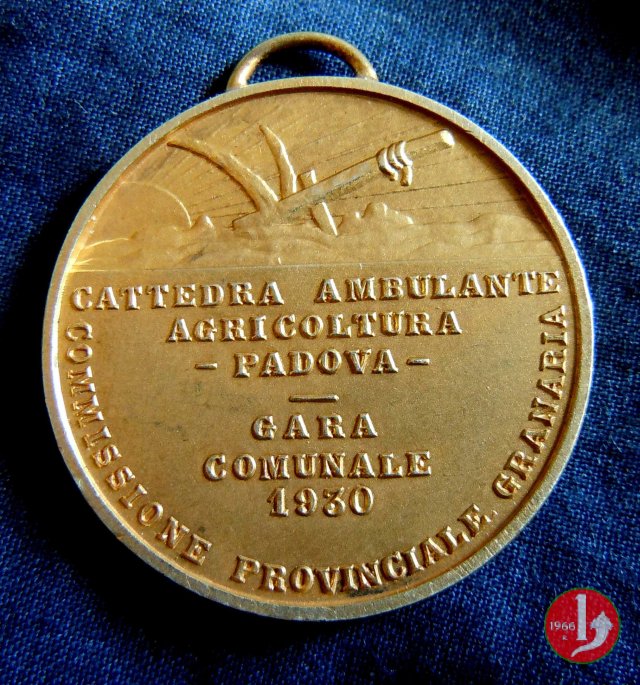 CATTEDRA AMBULANTE
AGRICOLTURA
- PADOVA -
GARA
COMUNALE
1930
COMMISSIONE PROVINCIALE GRANARIA
1966